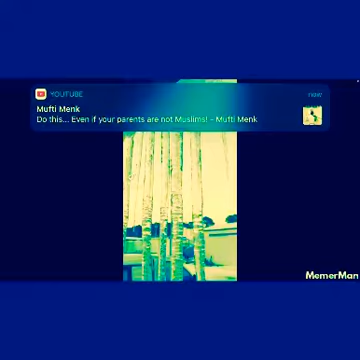 YOUTUBE
now
Mufti Menk
Do this... Even if your parents are not Muslims! - Mufti Menk
MemerMan